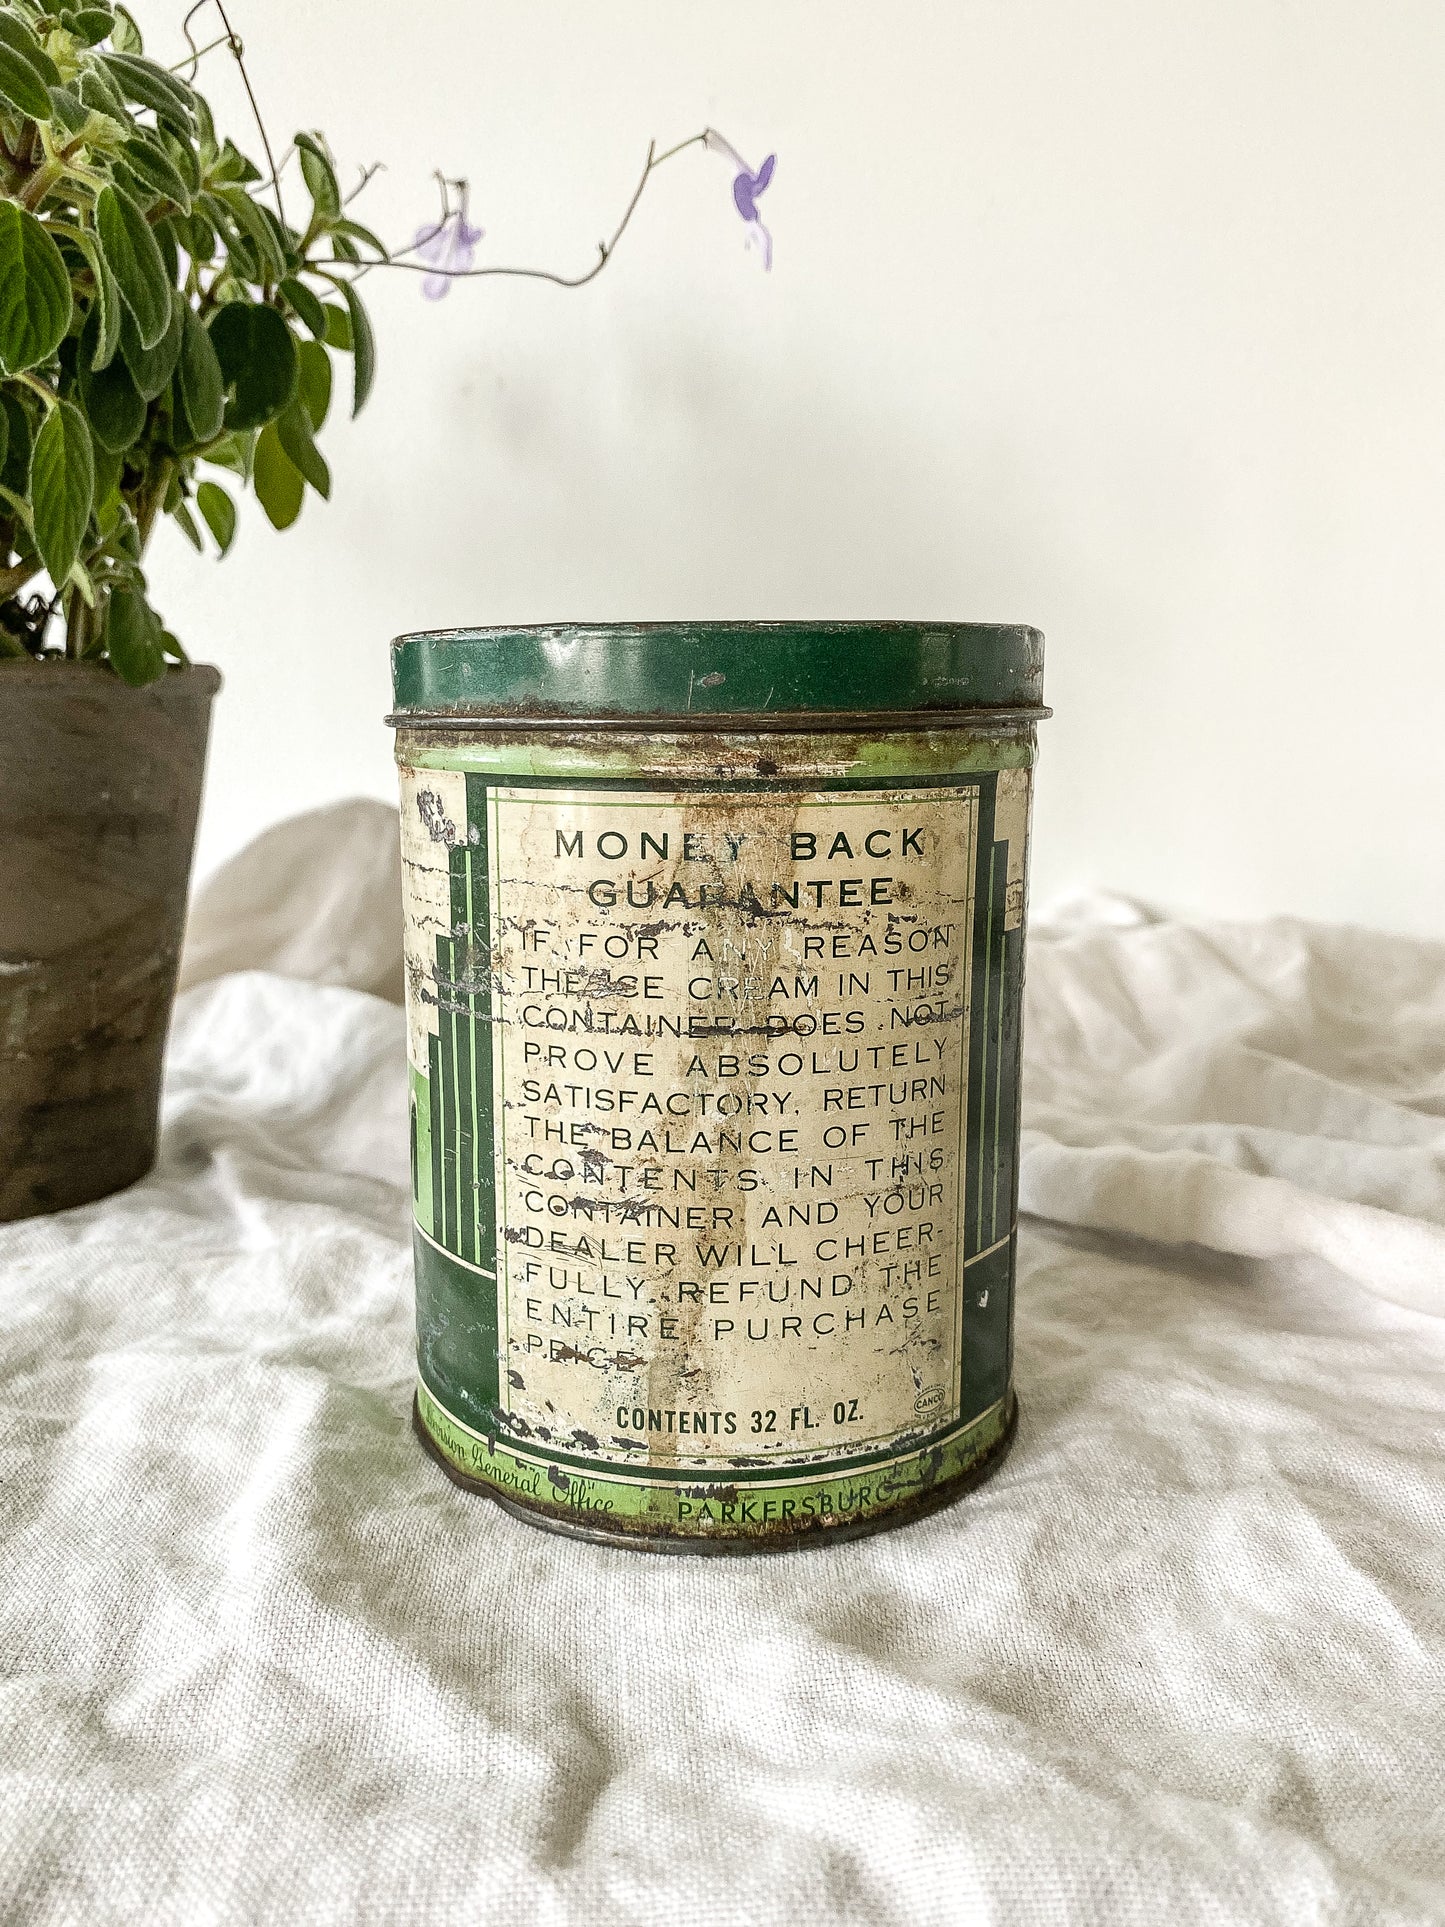 MONEY BACK
GUARANTEE
IF FOR ANY REASON
THE ICE CREAM IN THIS
CONTAINER DOES NOT
PROVE ABSOLUTELY
SATISFACTORY, RETURN
THE BALANCE OF THE
CONTENTS IN THIS
CONTAINER AND YOUR
DEALER WILL CHEER-
FULLY REFUND THE
ENTIRE PURCHASE
PRICE
CANCO
CONTENTS 32 FL. OZ.
General Office PARKERSBURG,